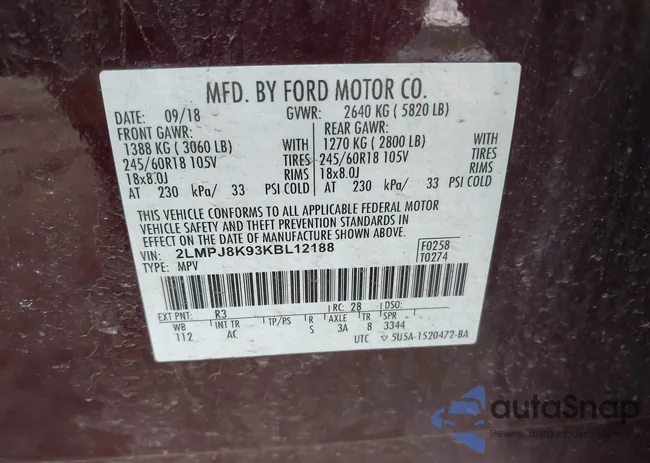 MFD. BY FORD MOTOR CO.
DATE: 09/18 GVWR: 2640 KG ( 5820 LB)
FRONT GAWR: REAR GAWR:
1388 KG ( 3060 LB) WITH 1270 KG ( 2800 LB) WITH
245/60R18 105V TIRES 245/60R18 105V TIRES
18x8.0J RIMS 18x8.0J RIMS
AT 230 kPa/ 33 PSI COLD AT 230 kPa/ 33 PSI COLD
THIS VEHICLE CONFORMS TO ALL APPLICABLE FEDERAL MOTOR
VEHICLE SAFETY AND THEFT PREVENTION STANDARDS IN
EFFECT ON THE DATE OF MANUFACTURE SHOWN ABOVE.
VIN: 2LMPJ8K93KBL12188 F0258
TYPE: MPV T0274
EXT PNT: R3 RC: 28 DSO:
WB INT TR TP/PS R AXLE TR SPR
112 AC S 3A 8 3344
UTC ▽ 5U5A-1520472-BA
autoSnap